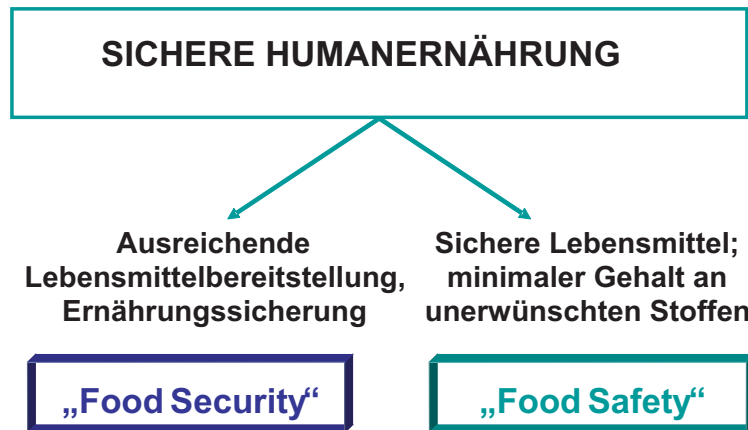 SICHERE HUMANERNÄHRUNG
Ausreichende
Lebensmittelbereitstellung,
Ernährungssicherung
„Food Security“
Sichere Lebensmittel;
minimaler Gehalt an
unerwünschten Stoffen
„Food Safety“